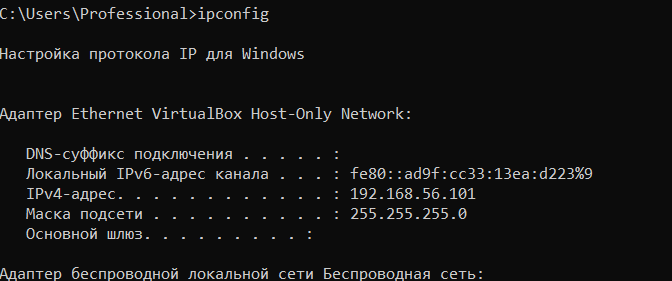 C:\Users\Professional>ipconfig
Настройка протокола IP для Windows
Адаптер Ethernet VirtualBox Host-Only Network:
DNS-суффикс подключения . . . . . :
Локальный IPv6-адрес канала . . . : fe80::ad9f:cc33:13ea:d223%9
IPv4-адрес. . . . . . . . . . . . : 192.168.56.101
Маска подсети . . . . . . . . . . : 255.255.255.0
Основной шлюз. . . . . . . . . :
Адаптер беспроводной локальной сети Беспроводная сеть: